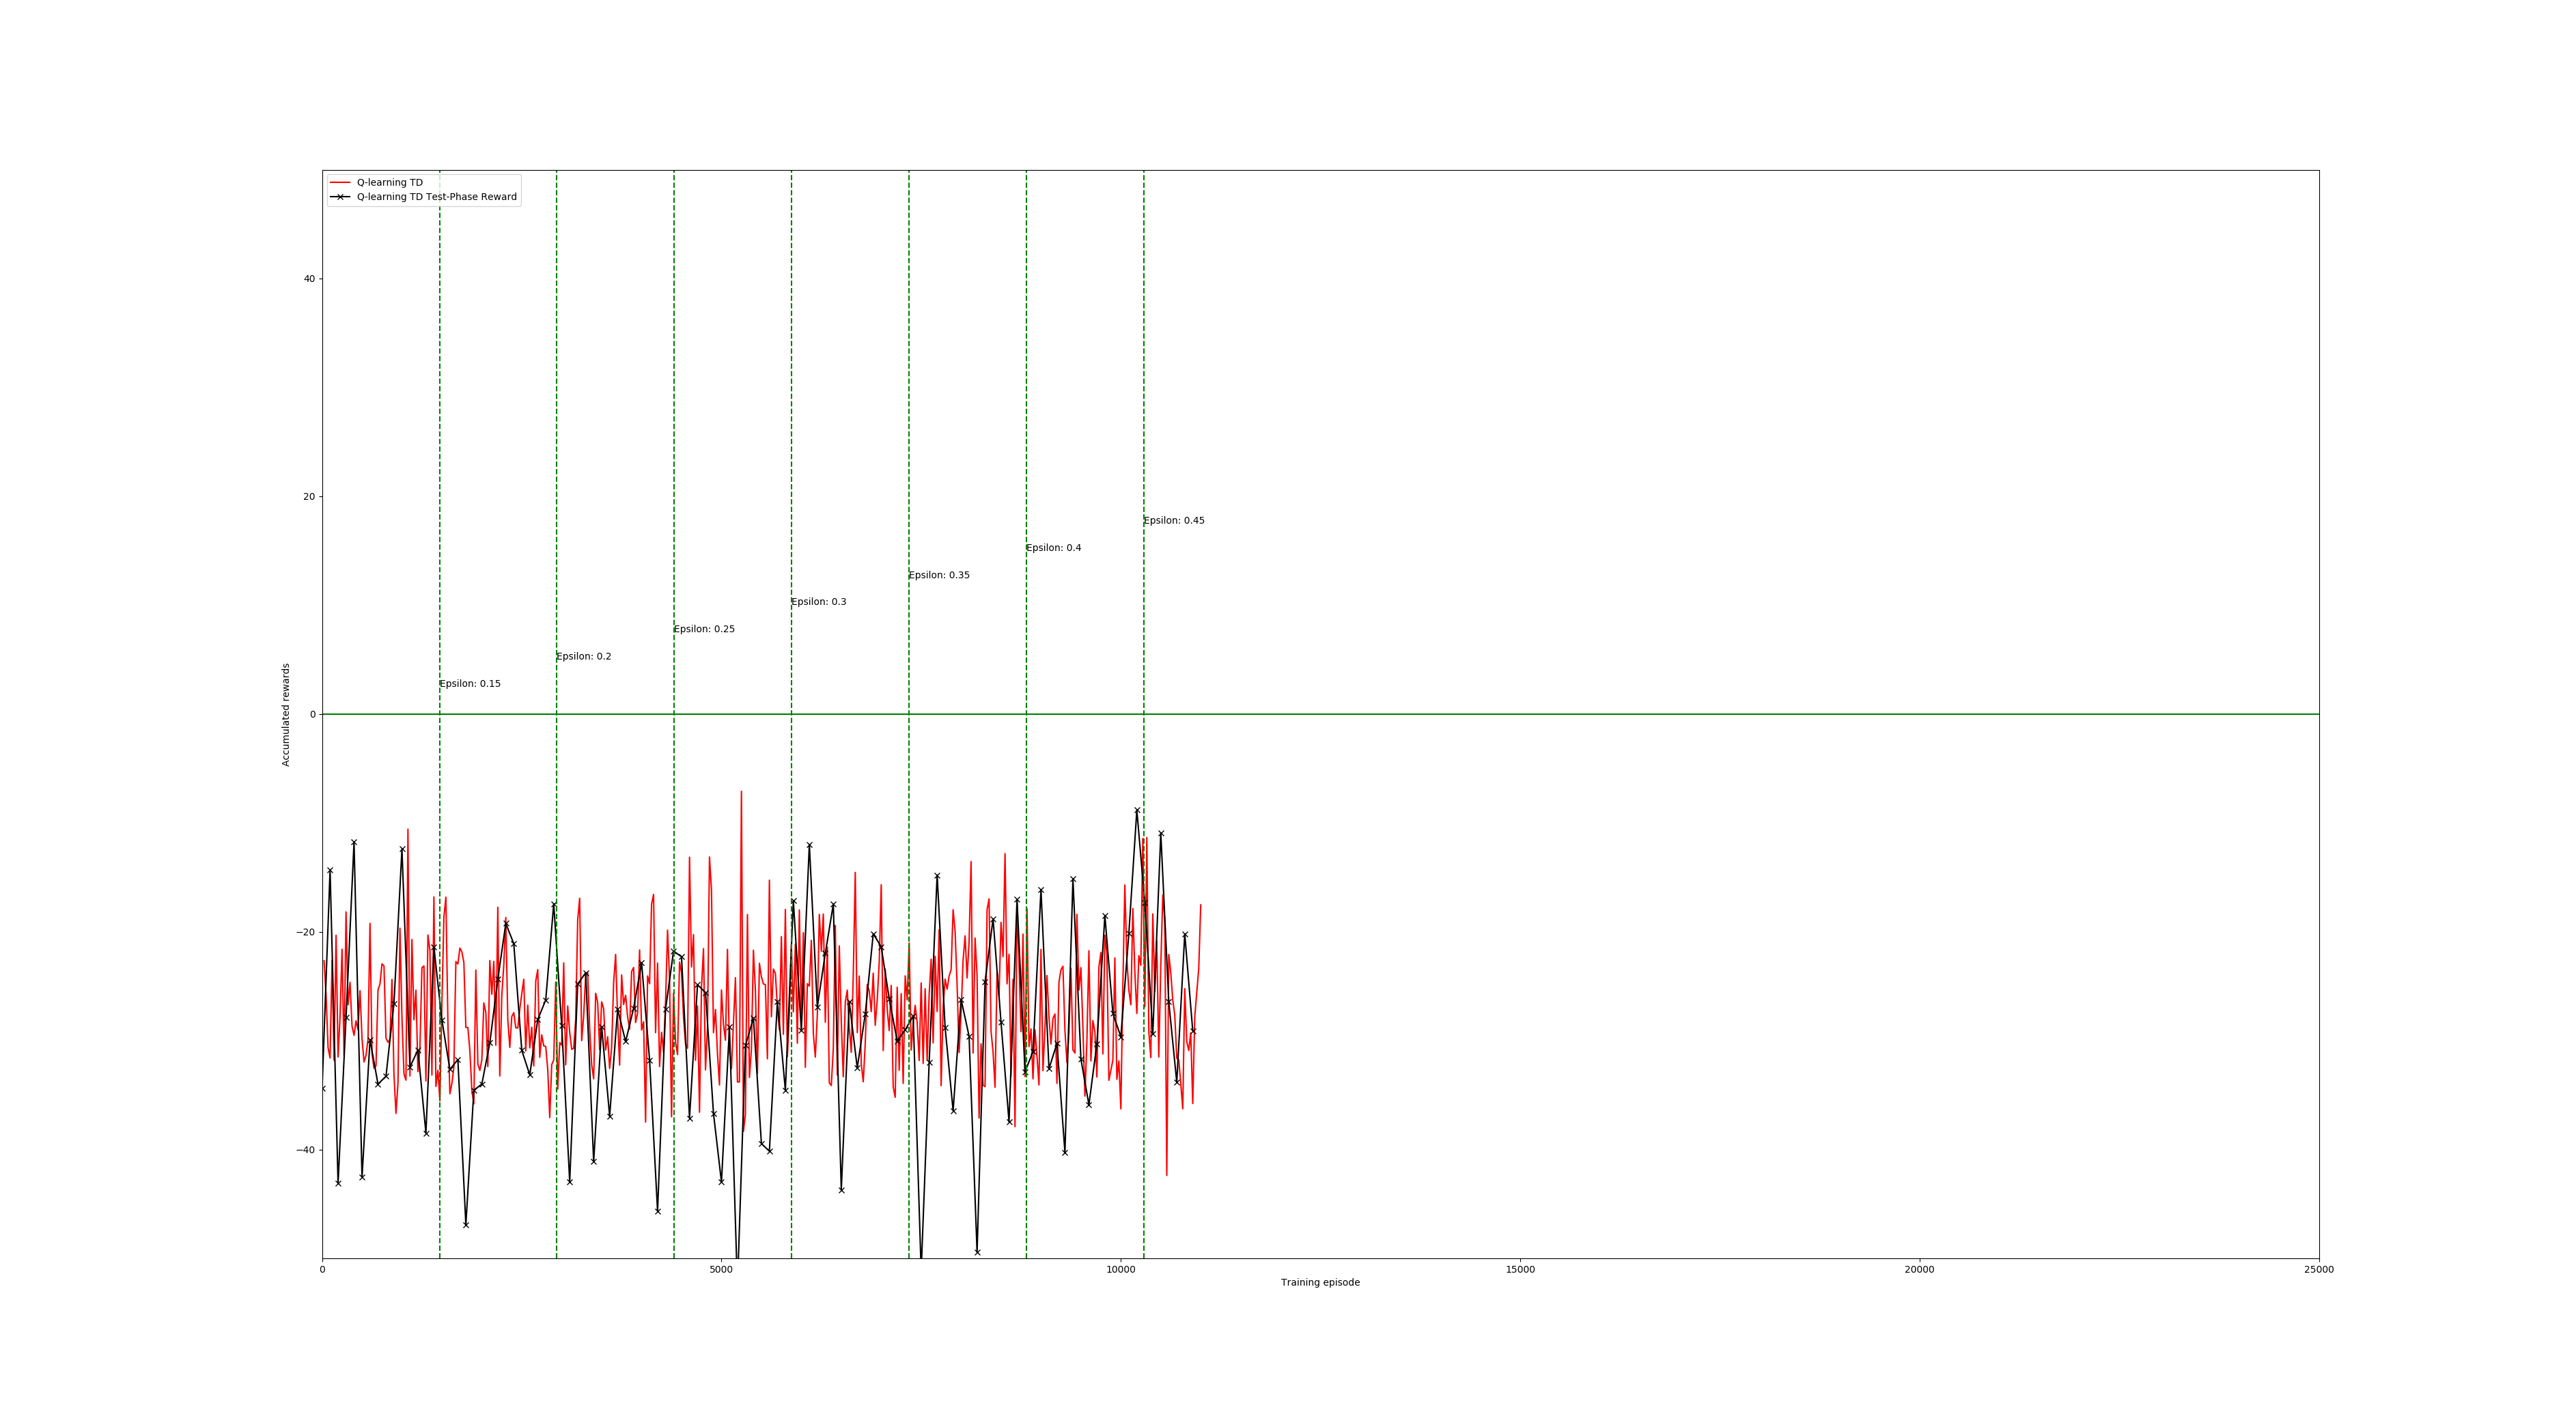 Q-learning TD
Q-learning TD Test-Phase Reward
40
20
0
−20
−40
Accumulated rewards
Epsilon: 0.15
Epsilon: 0.2
Epsilon: 0.25
Epsilon: 0.3
Epsilon: 0.35
Epsilon: 0.4
Epsilon: 0.45
0
5000
10000
15000
20000
25000
Training episode